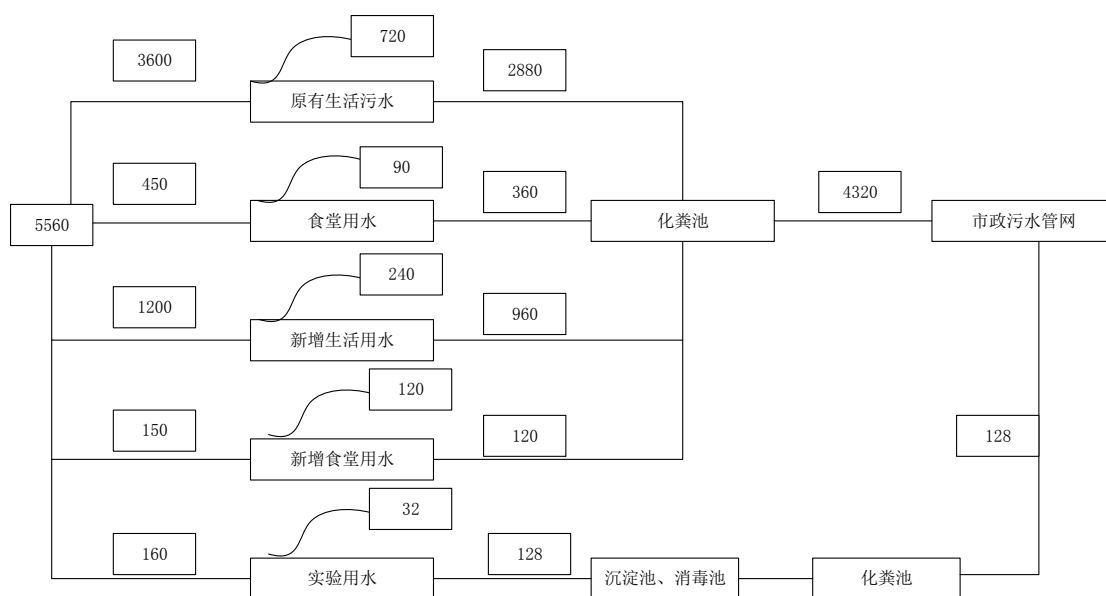 720
3600
2880
原有生活污水
90
450
360
4320
5560
食堂用水
化粪池
市政污水管网
240
1200
960
新增生活用水
120
150
120
128
新增食堂用水
32
160
128
实验用水
沉淀池、消毒池
化粪池